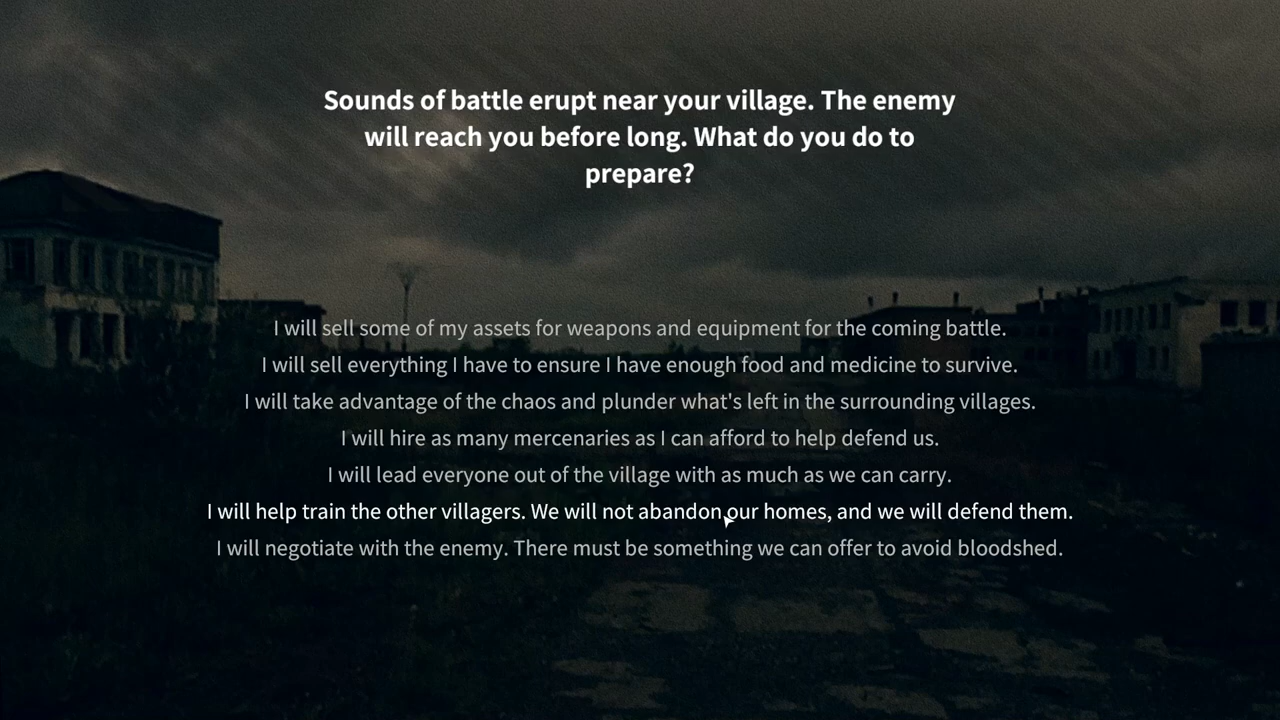 Sounds of battle erupt near your village. The enemy
will reach you before long. What do you do to
prepare?
I will sell some of my assets for weapons and equipment for the coming battle.
I will sell everything I have to ensure I have enough food and medicine to survive.
I will take advantage of the chaos and plunder what's left in the surrounding villages.
I will hire as many mercenaries as I can afford to help defend us.
I will lead everyone out of the village with as much as we can carry.
I will help train the other villagers. We will not abandon our homes, and we will defend them.
I will negotiate with the enemy. There must be something we can offer to avoid bloodshed.